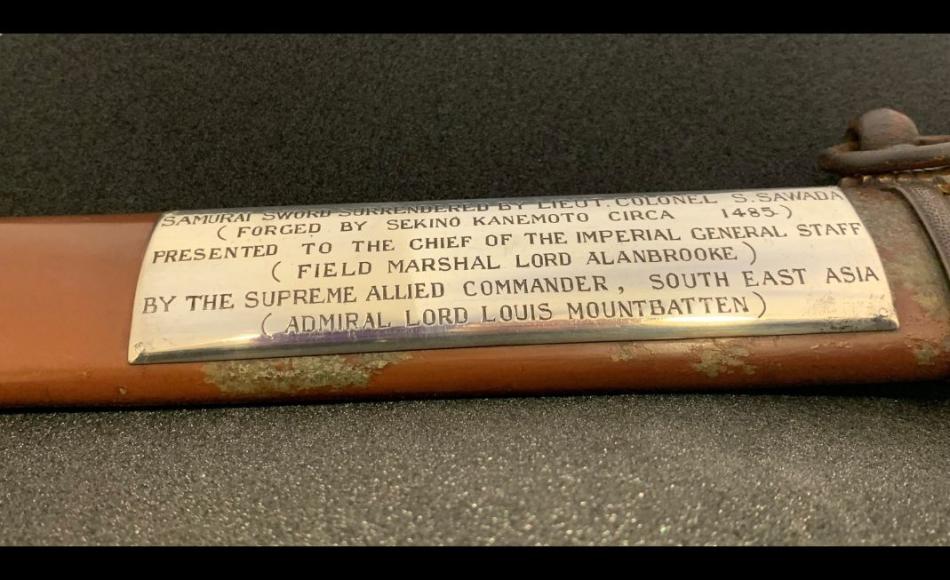 SAMURAI SWORD SURRENDERED BY LIEUT. COLONEL S. SAWADA
( FORGED BY SEKINO KANEMOTO CIRCA 1485 )
PRESENTED TO THE CHIEF OF THE IMPERIAL GENERAL STAFF
( FIELD MARSHAL LORD ALANBROOKE )
BY THE SUPREME ALLIED COMMANDER, SOUTH EAST ASIA
( ADMIRAL LORD LOUIS MOUNTBATTEN )